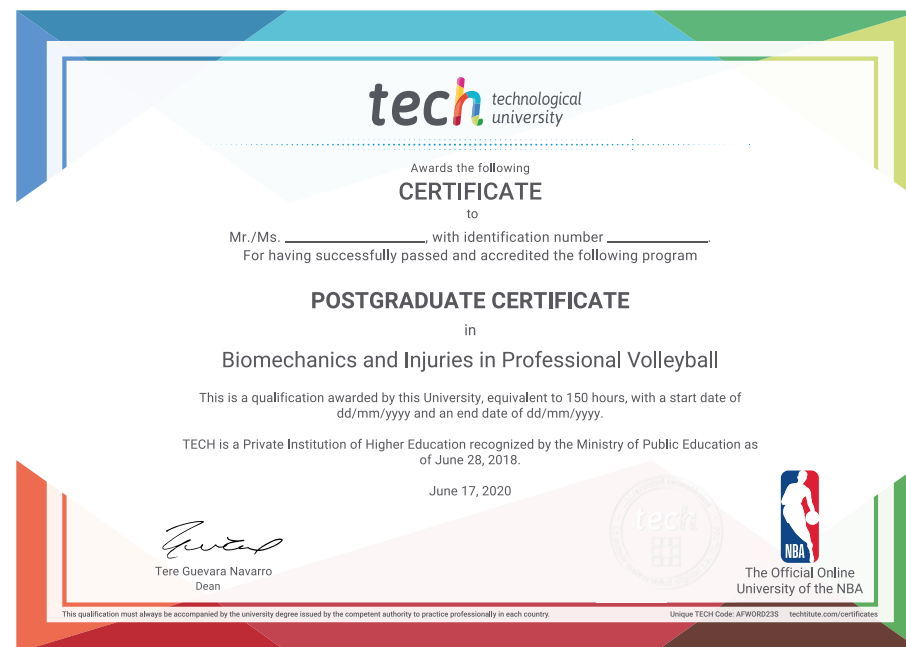 tech technological
university
Awards the following
CERTIFICATE
to
Mr./Ms. ____________________, with identification number ______________.
For having successfully passed and accredited the following program
POSTGRADUATE CERTIFICATE
in
Biomechanics and Injuries in Professional Volleyball
This is a qualification awarded by this University, equivalent to 150 hours, with a start date of
dd/mm/yyyy and an end date of dd/mm/yyyy.
TECH is a Private Institution of Higher Education recognized by the Ministry of Public Education as
of June 28, 2018.
June 17, 2020
tech
NBA
Tere Guevara Navarro
Dean
The Official Online
University of the NBA
This qualification must always be accompanied by the university degree issued by the competent authority to practice professionally in each country.
Unique TECH Code: AFWORD23S techtitute.com/certificates